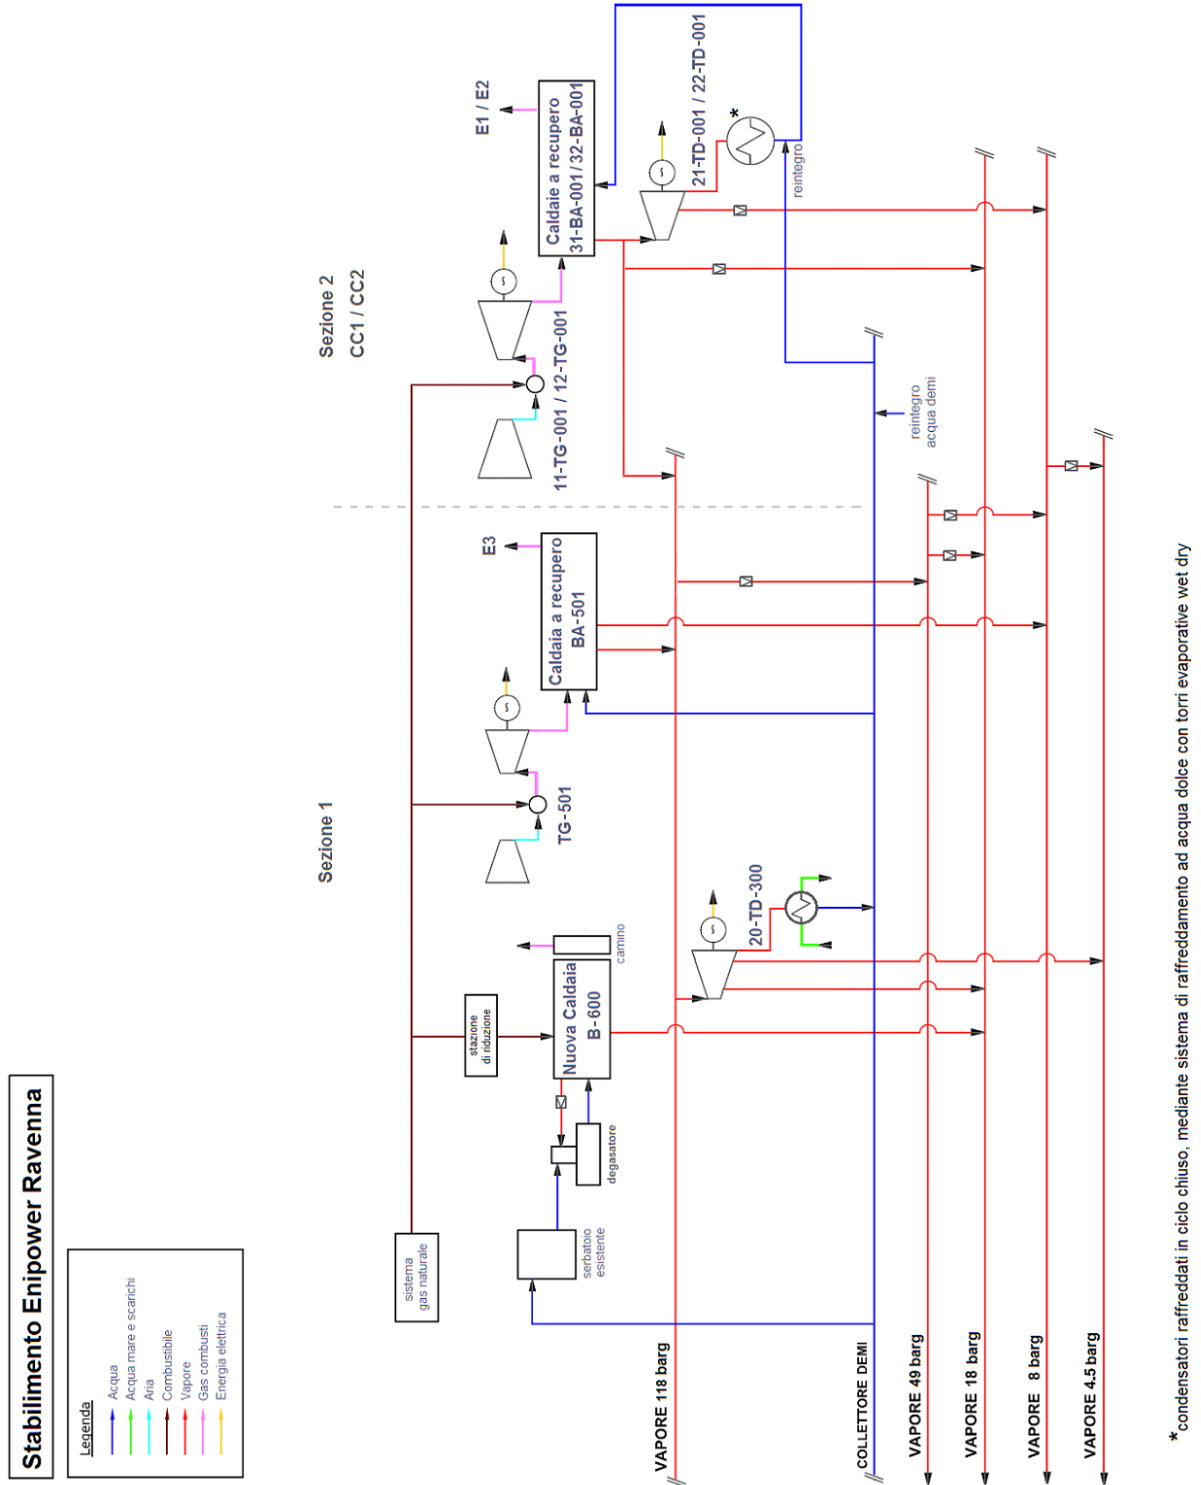 Stabilimento Enipower Ravenna
Legenda
Acqua
Acqua mare e scarichi
Aria
Combustibile
Vapore
Gas combusti
Energia elettrica
Sezione 1
Sezione 2
CC1 / CC2
sistema
gas naturale
stazione
di riduzione
serbatoio
esistente
degasatore
Nuova Caldaia
B-600
camino
TG-501
E3
Caldaia a recupero
BA-501
20-TD-300
11-TG-001 / 12-TG-001
E1 / E2
Caldaie a recupero
31-BA-001/32-BA-001
21-TD-001 / 22-TD-001
*
reintegro
reintegro
acqua demi
VAPORE 118 barg
COLLETTORE DEMI
VAPORE 49 barg
VAPORE 18 barg
VAPORE 8 barg
VAPORE 4.5 barg
*condensatori raffreddati in ciclo chiuso, mediante sistema di raffreddamento ad acqua dolce con torri evaporative wet dry